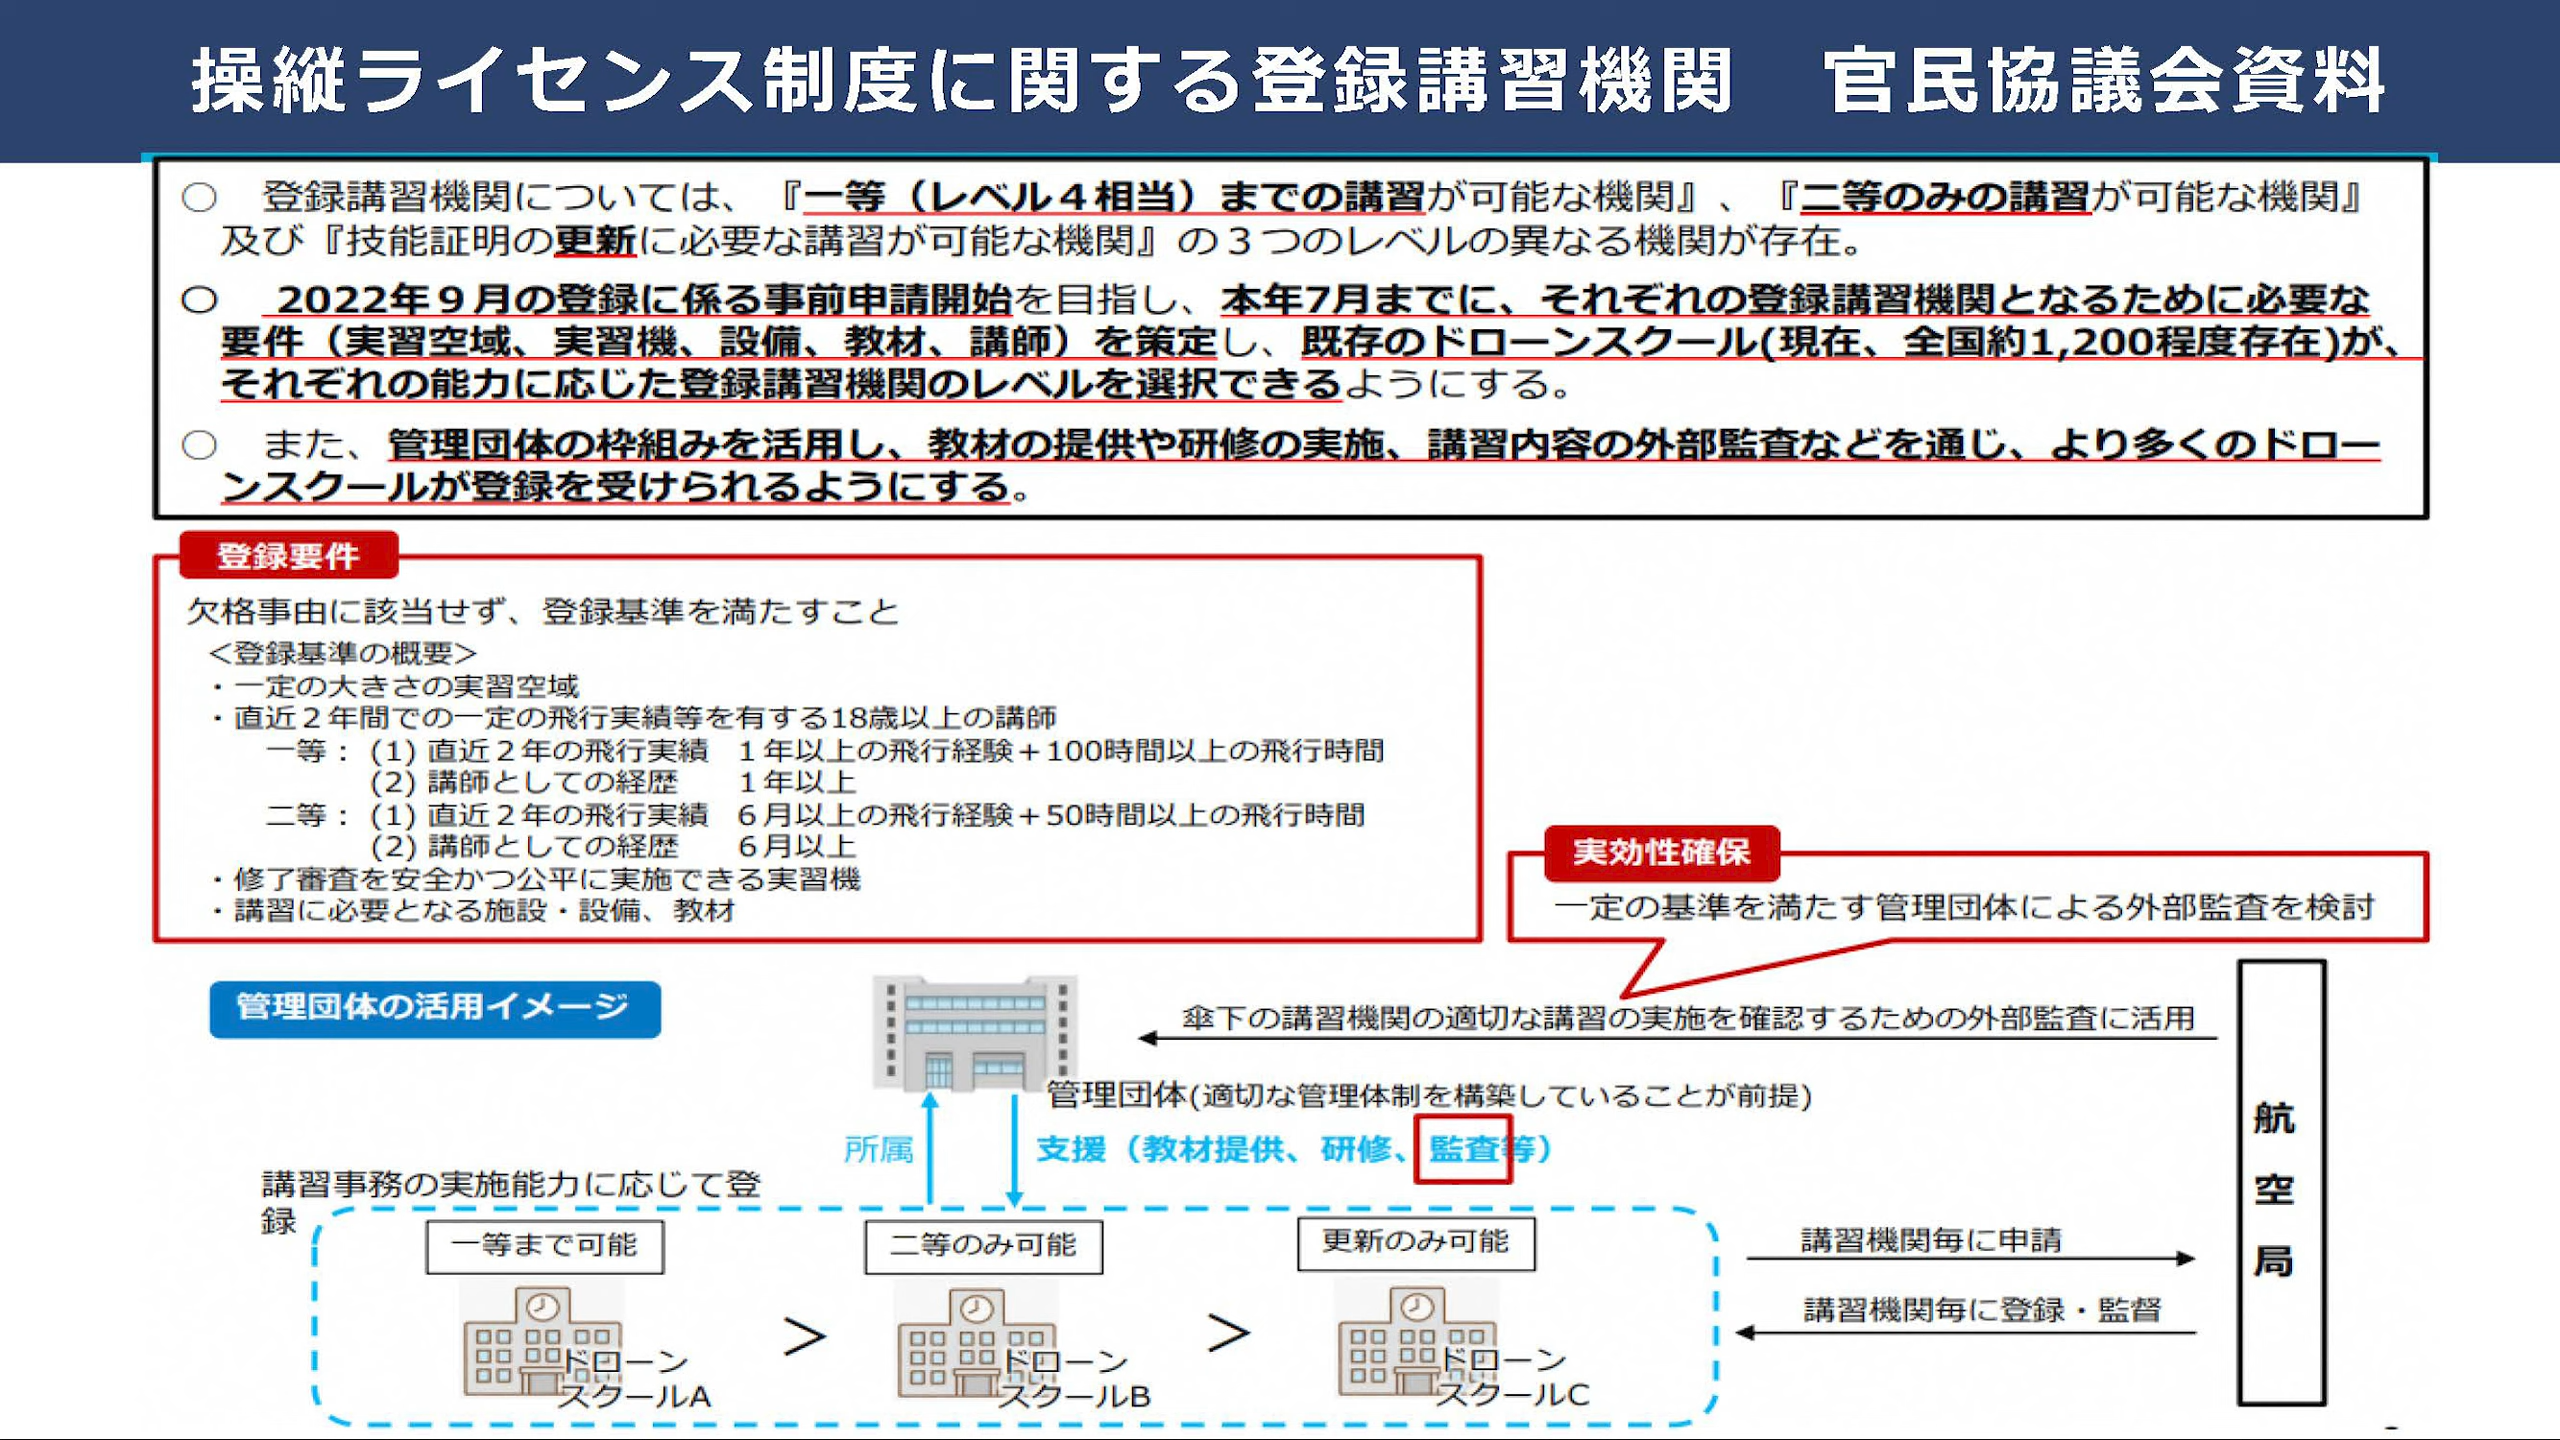 操縦ライセンス制度に関する登録講習機関　官民協議会資料
○　登録講習機関については、『一等（レベル４相当）までの講習が可能な機関』、『二等のみの講習が可能な機関』
及び『技能証明の更新に必要な講習が可能な機関』の３つのレベルの異なる機関が存在。
○　2022年９月の登録に係る事前申請開始を目指し、本年7月までに、それぞれの登録講習機関となるために必要な
要件（実習空域、実習機、設備、教材、講師）を策定し、既存のドローンスクール(現在、全国約1,200程度存在)が、
それぞれの能力に応じた登録講習機関のレベルを選択できるようにする。
○　また、管理団体の枠組みを活用し、教材の提供や研修の実施、講習内容の外部監査などを通じ、より多くのドロー
ンスクールが登録を受けられるようにする。
登録要件
欠格事由に該当せず、登録基準を満たすこと
＜登録基準の概要＞
・一定の大きさの実習空域
・直近２年間での一定の飛行実績等を有する18歳以上の講師
一等： (1) 直近２年の飛行実績　１年以上の飛行経験＋100時間以上の飛行時間
(2) 講師としての経歴　１年以上
二等： (1) 直近２年の飛行実績　６月以上の飛行経験＋50時間以上の飛行時間
(2) 講師としての経歴　６月以上
・修了審査を安全かつ公平に実施できる実習機
・講習に必要となる施設・設備、教材
実効性確保
一定の基準を満たす管理団体による外部監査を検討
管理団体の活用イメージ
傘下の講習機関の適切な講習の実施を確認するための外部監査に活用
管理団体(適切な管理体制を構築していることが前提)
所属
支援（教材提供、研修、監査等）
講習事務の実施能力に応じて登
録
一等まで可能
二等のみ可能
更新のみ可能
ドローン
スクールA
＞
ドローン
スクールB
＞
ドローン
スクールC
講習機関毎に申請
講習機関毎に登録・監督
航空局